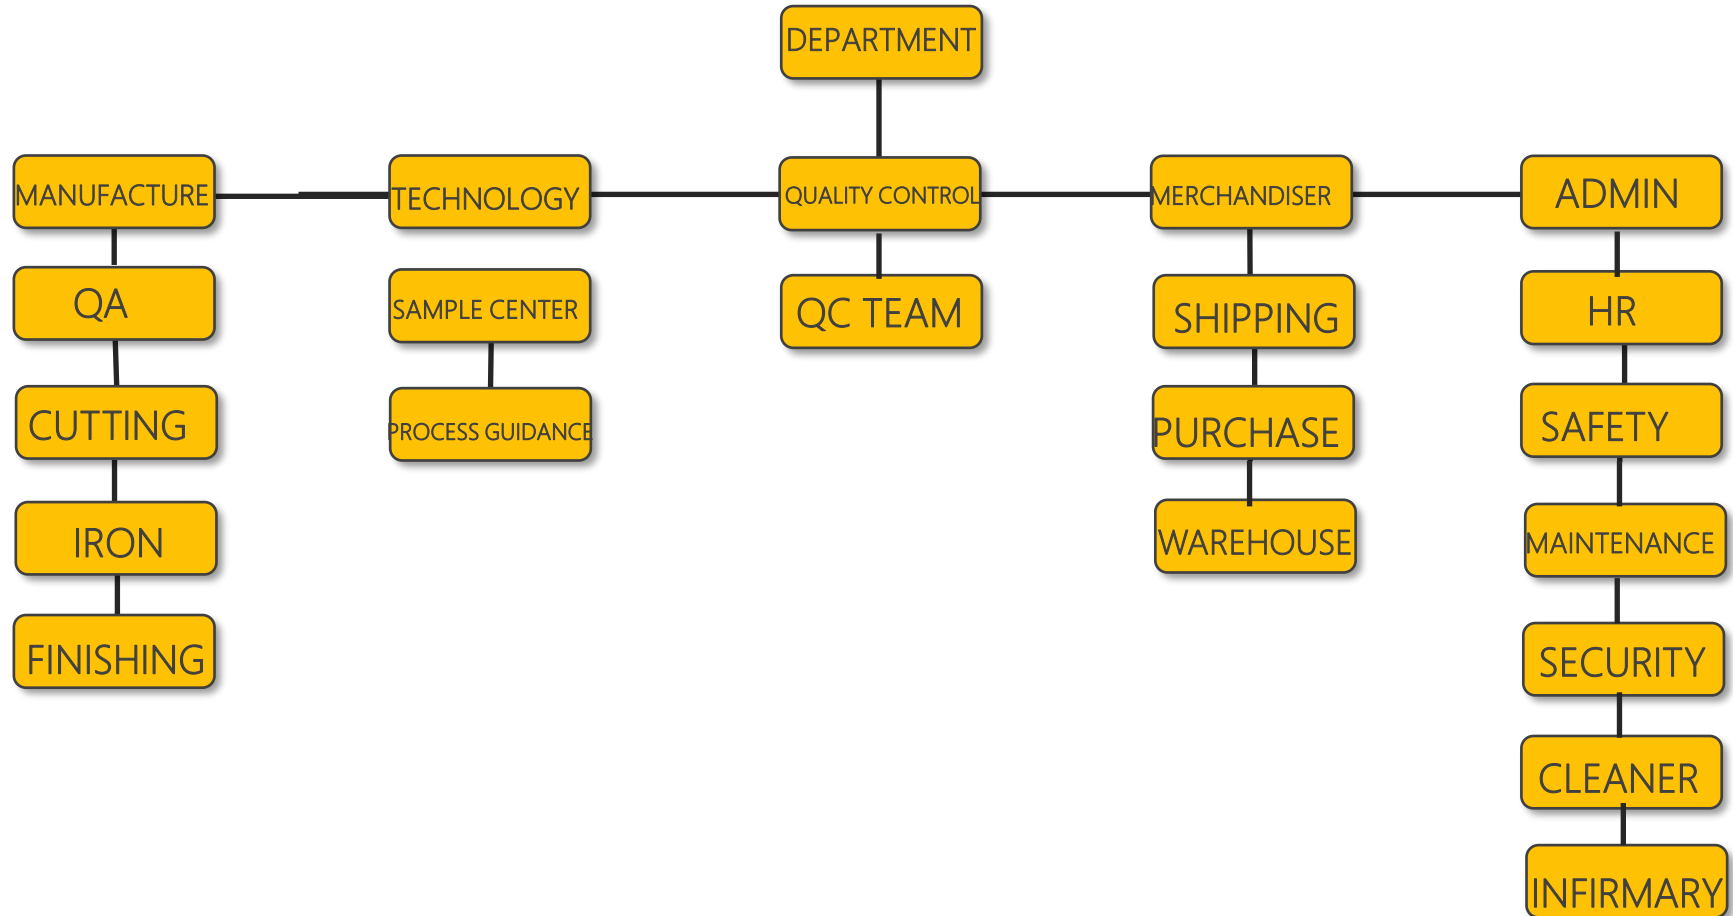 DEPARTMENT
MANUFACTURE
TECHNOLOGY
QUALITY CONTROL
MERCHANDISER
ADMIN
QA
SAMPLE CENTER
QC TEAM
SHIPPING
HR
CUTTING
PROCESS GUIDANCE
PURCHASE
SAFETY
IRON
WAREHOUSE
MAINTENANCE
FINISHING
SECURITY
CLEANER
INFIRMARY